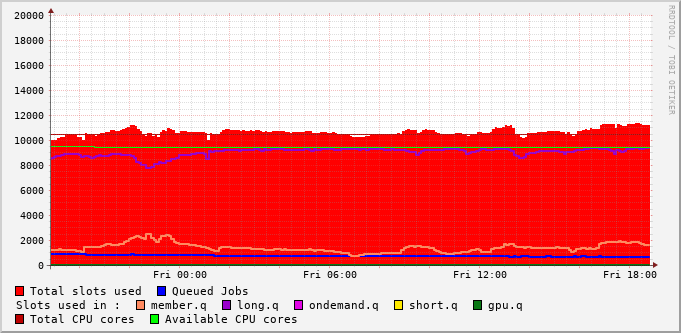 20000
18000
16000
14000
12000
10000
8000
6000
4000
2000
0
Fri 00:00 Fri 06:00 Fri 12:00 Fri 18:00
RRDTOOL / TOBI OETIKER
Total slots used Queued Jobs
Slots used in : member.q long.q ondemand.q short.q gpu.q
Total CPU cores Available CPU cores